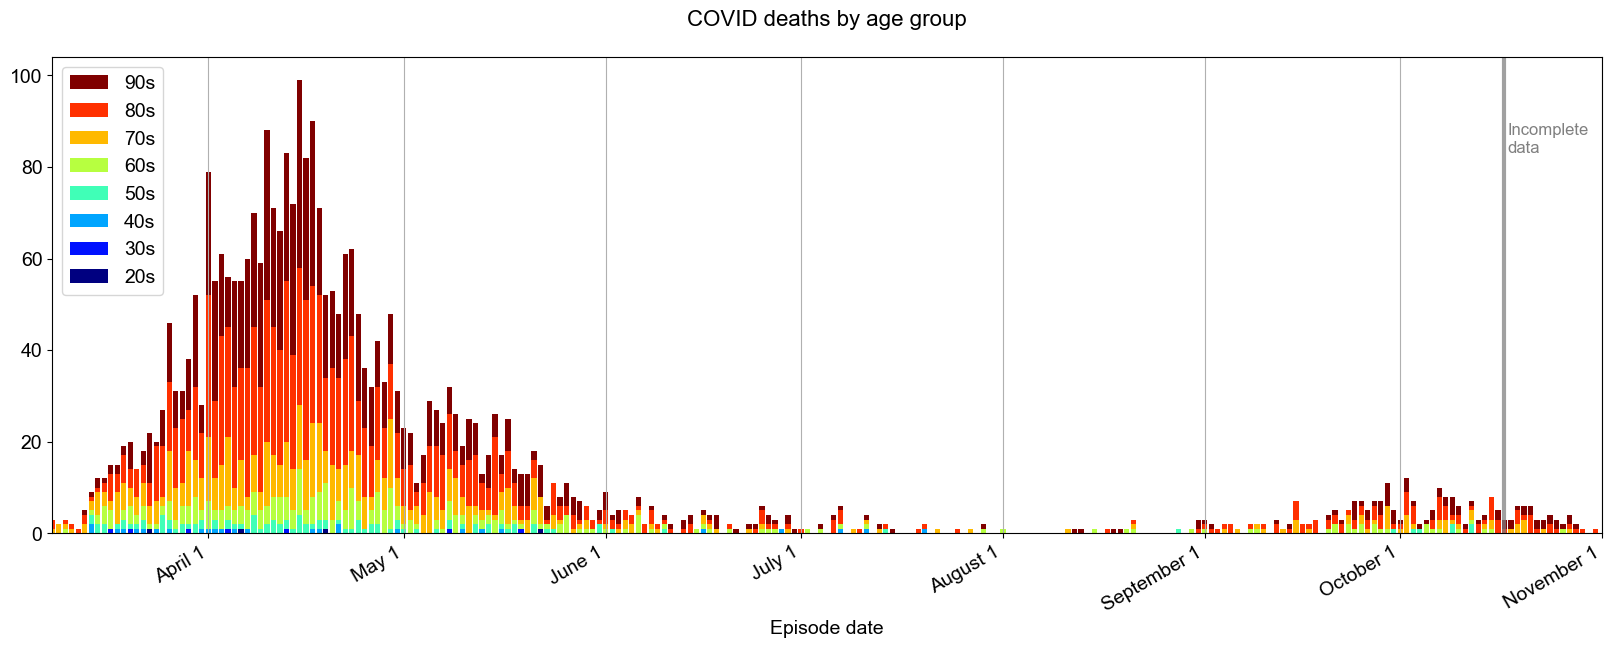 COVID deaths by age group
100
80
60
40
20
0
90s
80s
70s
60s
50s
40s
30s
20s
Incomplete
data
April 1
May 1
June 1
July 1
August 1
September 1
October 1
November 1
Episode date